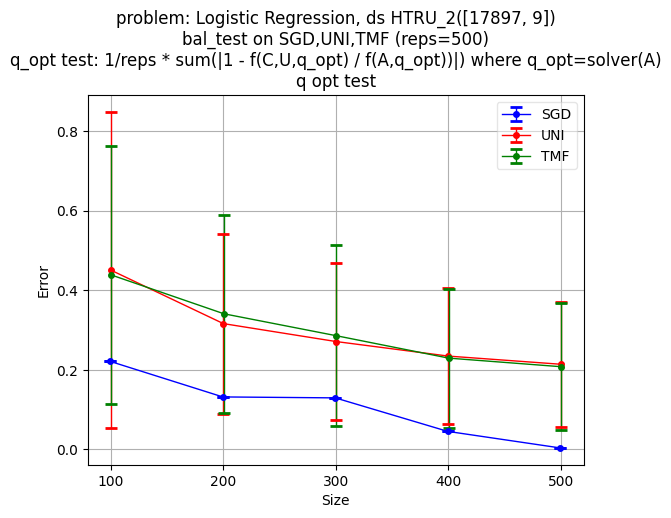 problem: Logistic Regression, ds HTRU_2([17897, 9])
bal_test on SGD,UNI,TMF (reps=500)
q_opt test: 1/reps * sum(|1 - f(C,U,q_opt) / f(A,q_opt))|) where q_opt=solver(A)
q opt test
SGD
UNI
TMF
0.8
0.6
0.4
0.2
0.0
Error
100
200
300
400
500
Size